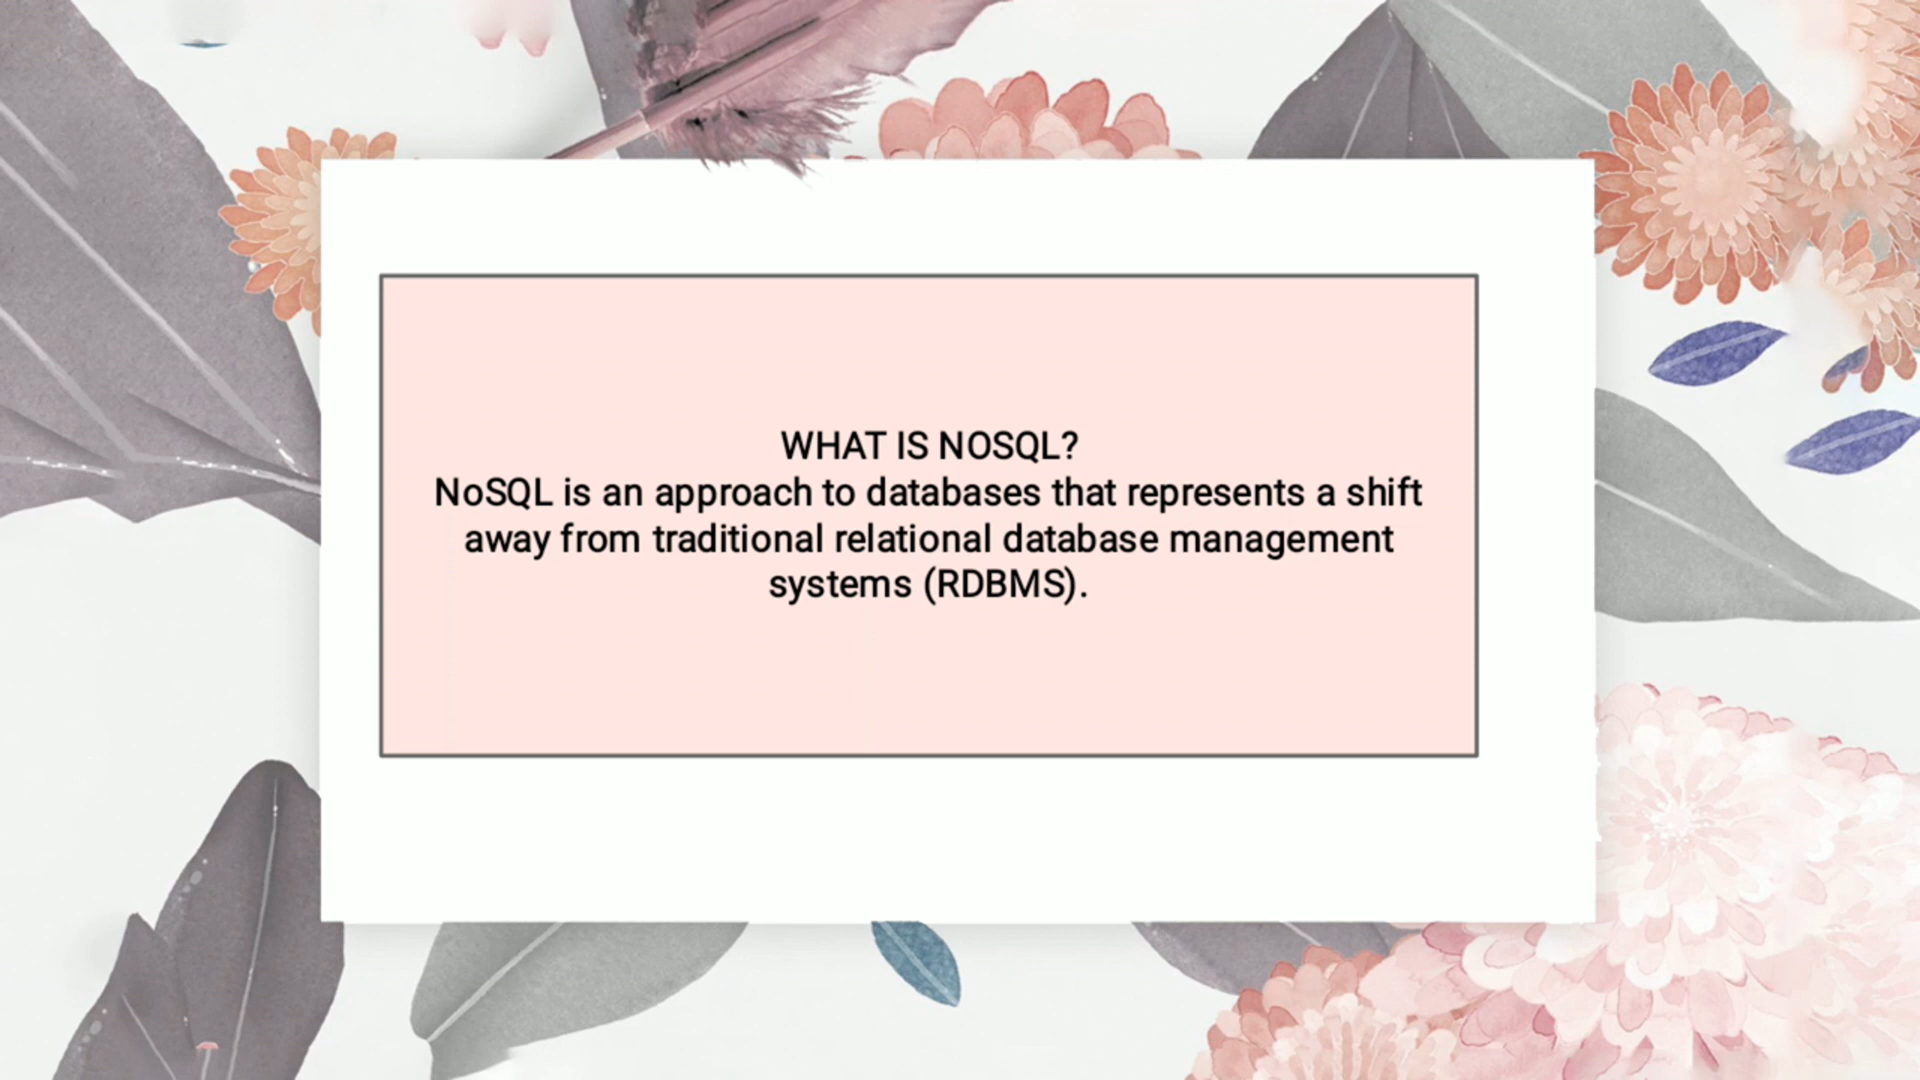 WHAT IS NOSQL?
NoSQL is an approach to databases that represents a shift
away from traditional relational database management
systems (RDBMS).